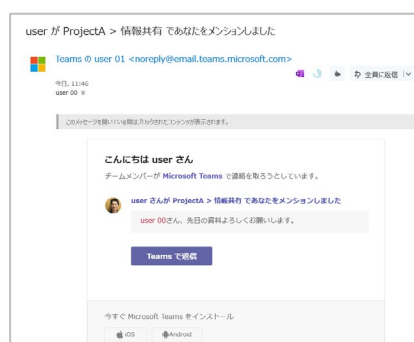 user が ProjectA > 情報共有 であなたをメンションしました
Teams の user 01 <noreply@email.teams.microsoft.com>
全員に返信
今日, 11:46
user 00
このメッセージを開いている間はブロックされたコンテンツが表示されます。
こんにちは user さん
チームメンバーが Microsoft Teams で連絡を取ろうとしています。
user さんが ProjectA > 情報共有 であなたをメンションしました
user 00さん、先日の資料よろしくお願いします。
Teams で返信
今すぐ Microsoft Teams をインストール
iOS Android